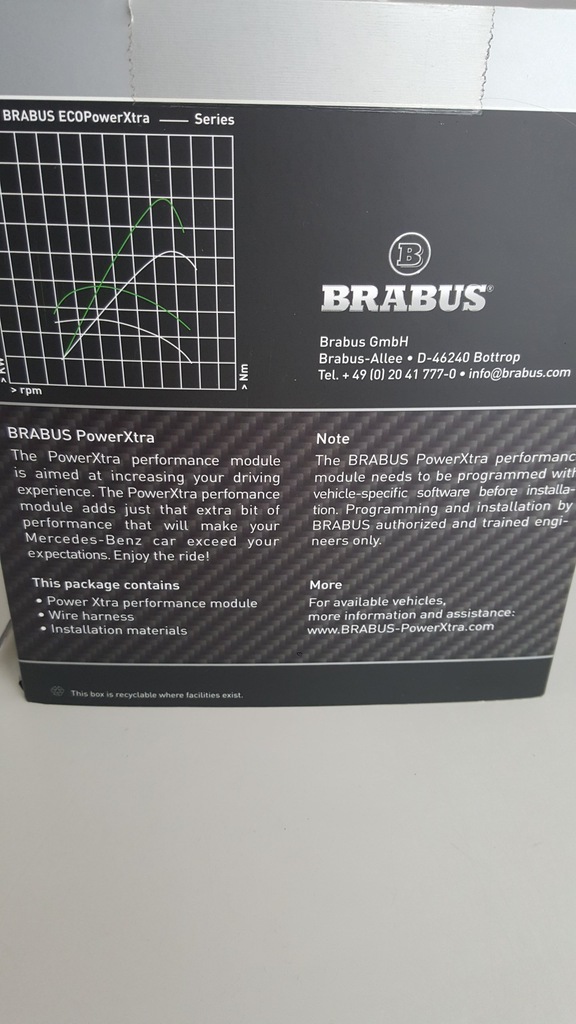 BRABUS ECOPowerXtra —— Series
> kW
> Nm
> rpm
B
BRABUS®
Brabus GmbH
Brabus-Allee • D-46240 Bottrop
Tel. + 49 (0) 20 41 777-0 • info@brabus.com
BRABUS PowerXtra
The PowerXtra performance module
is aimed at increasing your driving
experience. The PowerXtra perfomance
module adds just that extra bit of
performance that will make your
Mercedes-Benz car exceed your
expectations. Enjoy the ride!
This package contains
• Power Xtra performance module
• Wire harness
• Installation materials
Note
The BRABUS PowerXtra performanc
module needs to be programmed with
vehicle-specific software before installa-
tion. Programming and installation by
BRABUS authorized and trained engi-
neers only.
More
For available vehicles,
more information and assistance:
www.BRABUS-PowerXtra.com
This box is recyclable where facilities exist.